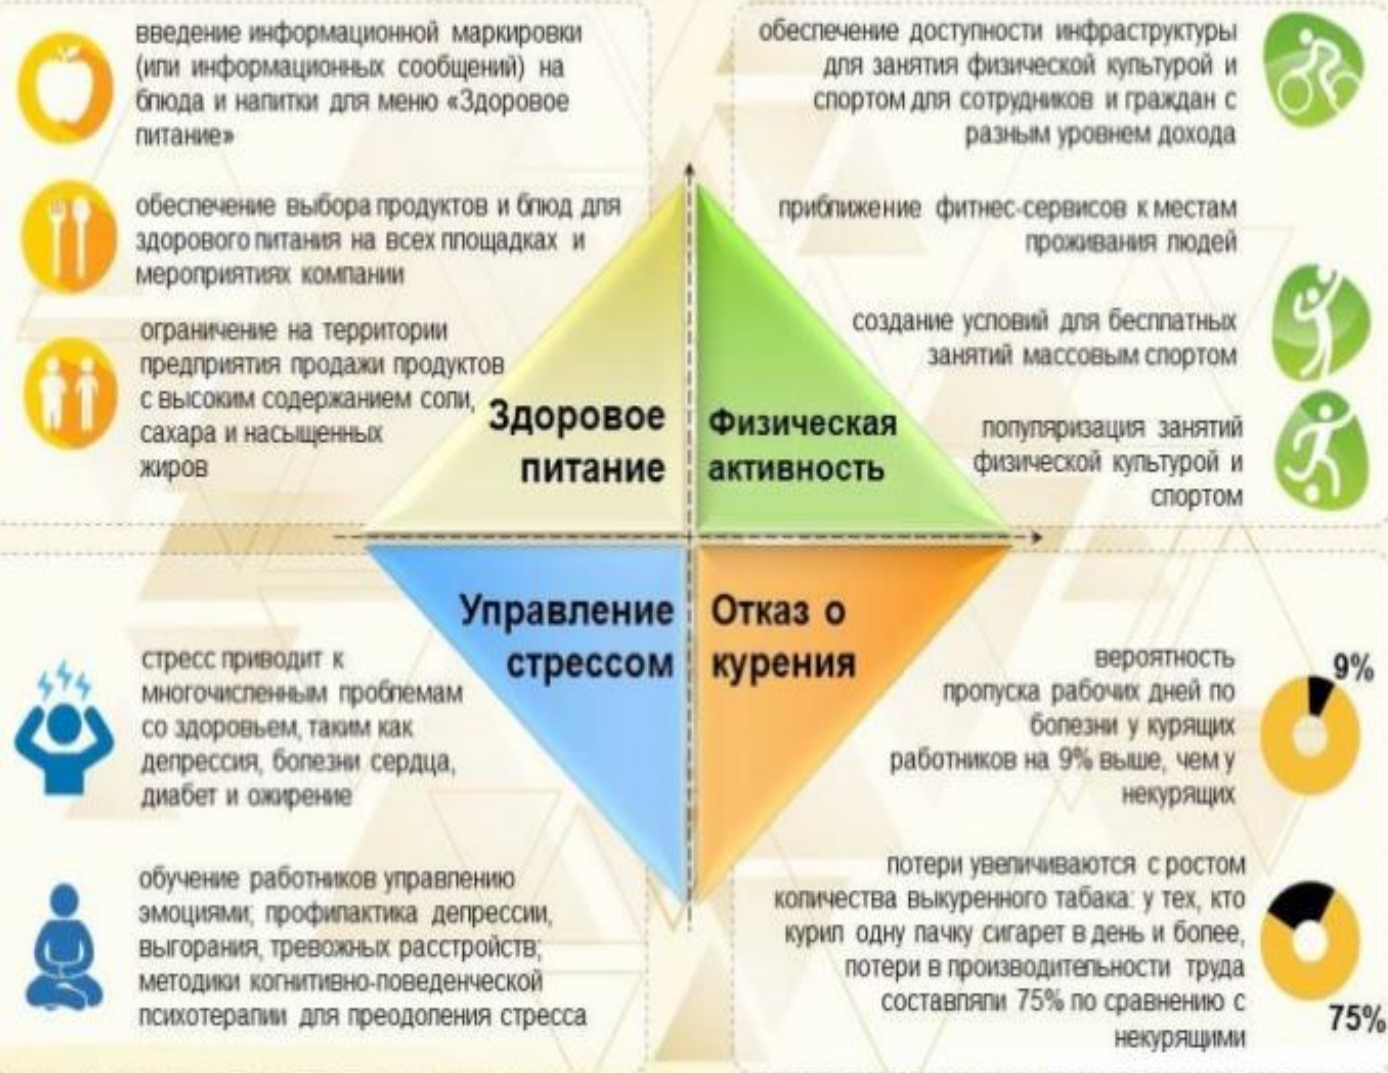 введение информационной маркировки
(или информационных сообщений) на
блюда и напитки для меню «Здоровое
питание»
обеспечение выбора продуктов и блюд для
здорового питания на всех площадках и
мероприятиях компании
ограничение на территории
предприятия продажи продуктов
с высоким содержанием соли,
сахара и насыщенных
жиров
Здоровое
питание
обеспечение доступности инфраструктуры
для занятия физической культурой и
спортом для сотрудников и граждан с
разным уровнем дохода
приближение фитнес-сервисов к местам
проживания людей
создание условий для бесплатных
занятий массовым спортом
популяризация занятий
физической культурой и
спортом
Физическая
активность
Управление
стрессом
стресс приводит к
многочисленным проблемам
со здоровьем, таким как
депрессия, болезни сердца,
диабет и ожирение
обучение работников управлению
эмоциями; профилактика депрессии,
выгорания, тревожных расстройств;
методики когнитивно-поведенческой
психотерапии для преодоления стресса
Отказ о
курения
вероятность
пропуска рабочих дней по
болезни у курящих
работников на 9% выше, чем у
некурящих
9%
потери увеличиваются с ростом
количества выкуренного табака: у тех, кто
курил одну пачку сигарет в день и более,
потери в производительности труда
составляли 75% по сравнению с
некурящими
75%